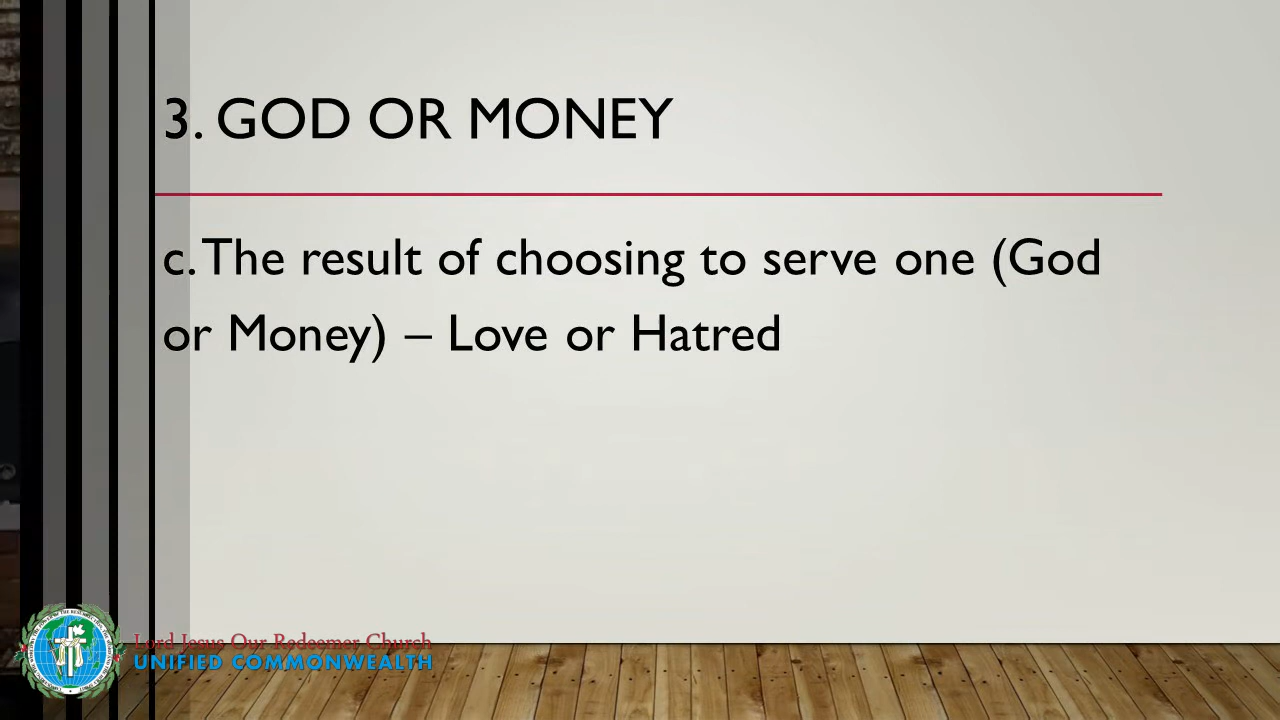 3. GOD OR MONEY
c. The result of choosing to serve one (God
or Money) – Love or Hatred
Lord Jesus Our Redeemer Church
UNIFIED COMMONWEALTH